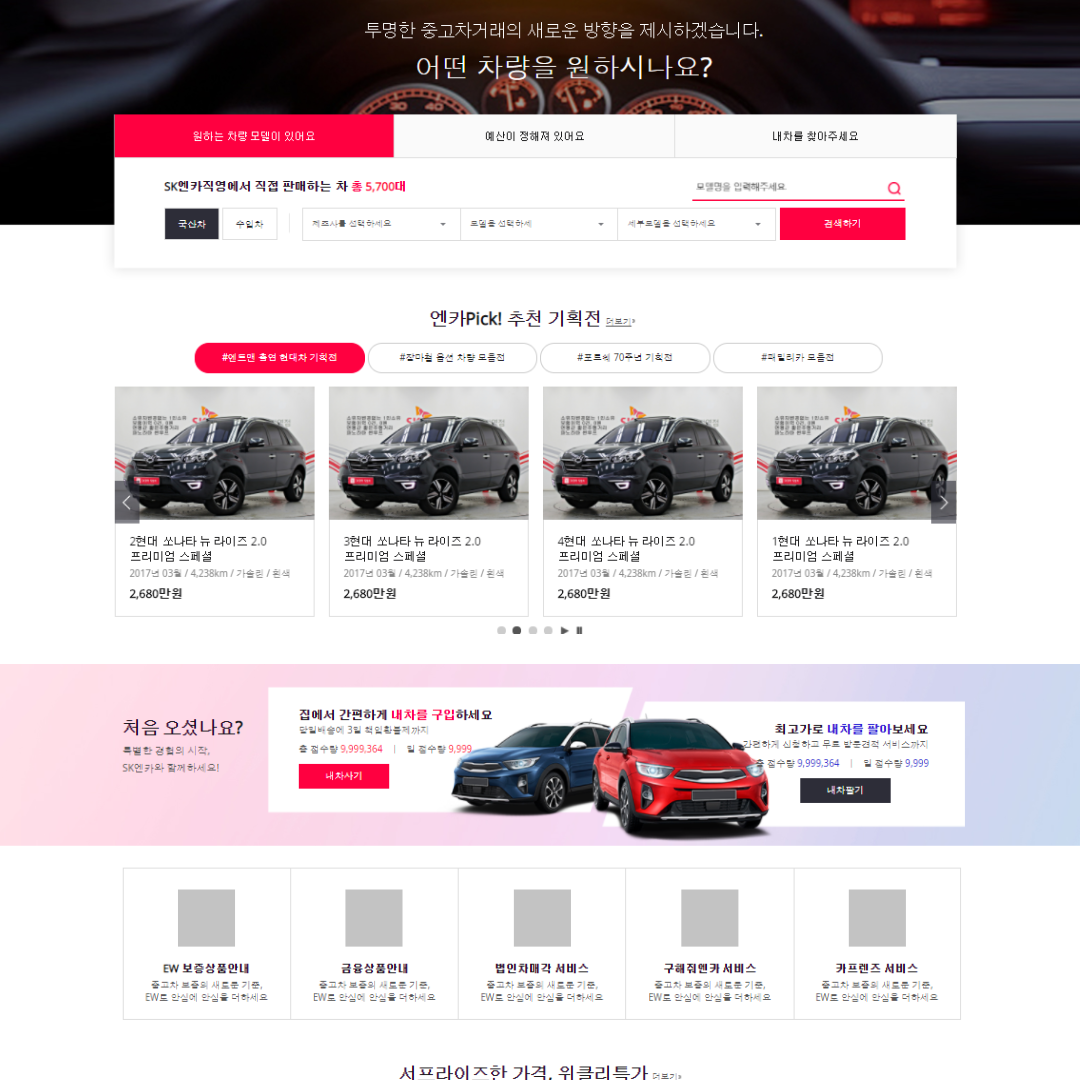 투명한 중고차거래의 새로운 방향을 제시하겠습니다.
어떤 차량을 원하시나요?
일하는 차량 모델이 있어요
예산이 정해져 있어요
내차를 찾아주세요
SK엔카직영에서 직접 판매하는 차 총 5,700대
모델명을 입력해주세요
국산차
수입차
제조사를 선택하세요
모델을 선택하세
세부모델을 선택하세요
검색하기
엔카Pick! 추천 기획전 더보기>
#앤트맨 출연 현대차 기획전
#장마철 옵션 차량 모음전
#포르쉐 70주년 기획전
#패밀리카 모음전
2현대 쏘나타 뉴 라이즈 2.0
프리미엄 스페셜
2017년 03월 / 4,238km / 가솔린 / 흰색
2,680만원
3현대 쏘나타 뉴 라이즈 2.0
프리미엄 스페셜
2017년 03월 / 4,238km / 가솔린 / 흰색
2,680만원
4현대 쏘나타 뉴 라이즈 2.0
프리미엄 스페셜
2017년 03월 / 4,238km / 가솔린 / 흰색
2,680만원
1현대 쏘나타 뉴 라이즈 2.0
프리미엄 스페셜
2017년 03월 / 4,238km / 가솔린 / 흰색
2,680만원
처음 오셨나요?
특별한 경험의 시작,
SK엔카와 함께하세요!
집에서 간편하게 내차를 구입하세요
당일배송에 3일 책임환불제까지
총 접수량 9,999,364 | 일 접수량 9,999
내차사기
최고가로 내차를 팔아보세요
간편하게 신청하고 무료 방문견적 서비스까지
총 접수량 9,999,364 | 일 접수량 9,999
내차팔기
EW 보증상품안내
중고차 보증의 새로운 기준,
EW로 안심에 안심을 더하세요
금융상품안내
중고차 보증의 새로운 기준,
EW로 안심에 안심을 더하세요
법인차매각 서비스
중고차 보증의 새로운 기준,
EW로 안심에 안심을 더하세요
구해줘엔카 서비스
중고차 보증의 새로운 기준,
EW로 안심에 안심을 더하세요
카프렌즈 서비스
중고차 보증의 새로운 기준,
EW로 안심에 안심을 더하세요
서프라이즈한 가격, 위클리특가 더보기>